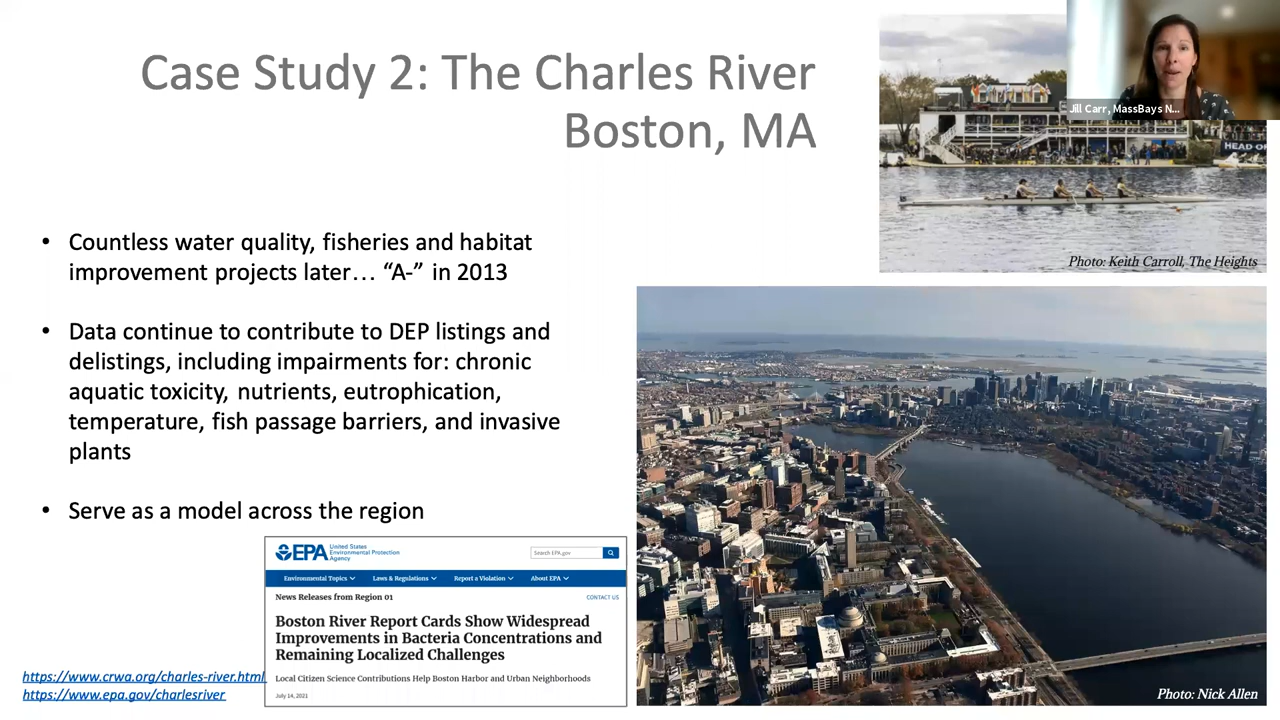 Case Study 2: The Charles River
Boston, MA
Jill Carr, MassBays N...
HEAD OF
Photo: Keith Carroll, The Heights
• Countless water quality, fisheries and habitat
improvement projects later… “A-” in 2013
• Data continue to contribute to DEP listings and
delistings, including impairments for: chronic
aquatic toxicity, nutrients, eutrophication,
temperature, fish passage barriers, and invasive
plants
• Serve as a model across the region
EPA United States
Environmental Protection
Agency
Search EPA.gov
Environmental Topics Laws & Regulations Report a Violation About EPA
News Releases from Region 01 CONTACT US
Boston River Report Cards Show Widespread
Improvements in Bacteria Concentrations and
Remaining Localized Challenges
Local Citizen Science Contributions Help Boston Harbor and Urban Neighborhoods
July 14, 2021
https://www.crwa.org/charles-river.html
https://www.epa.gov/charlesriver
Photo: Nick Allen